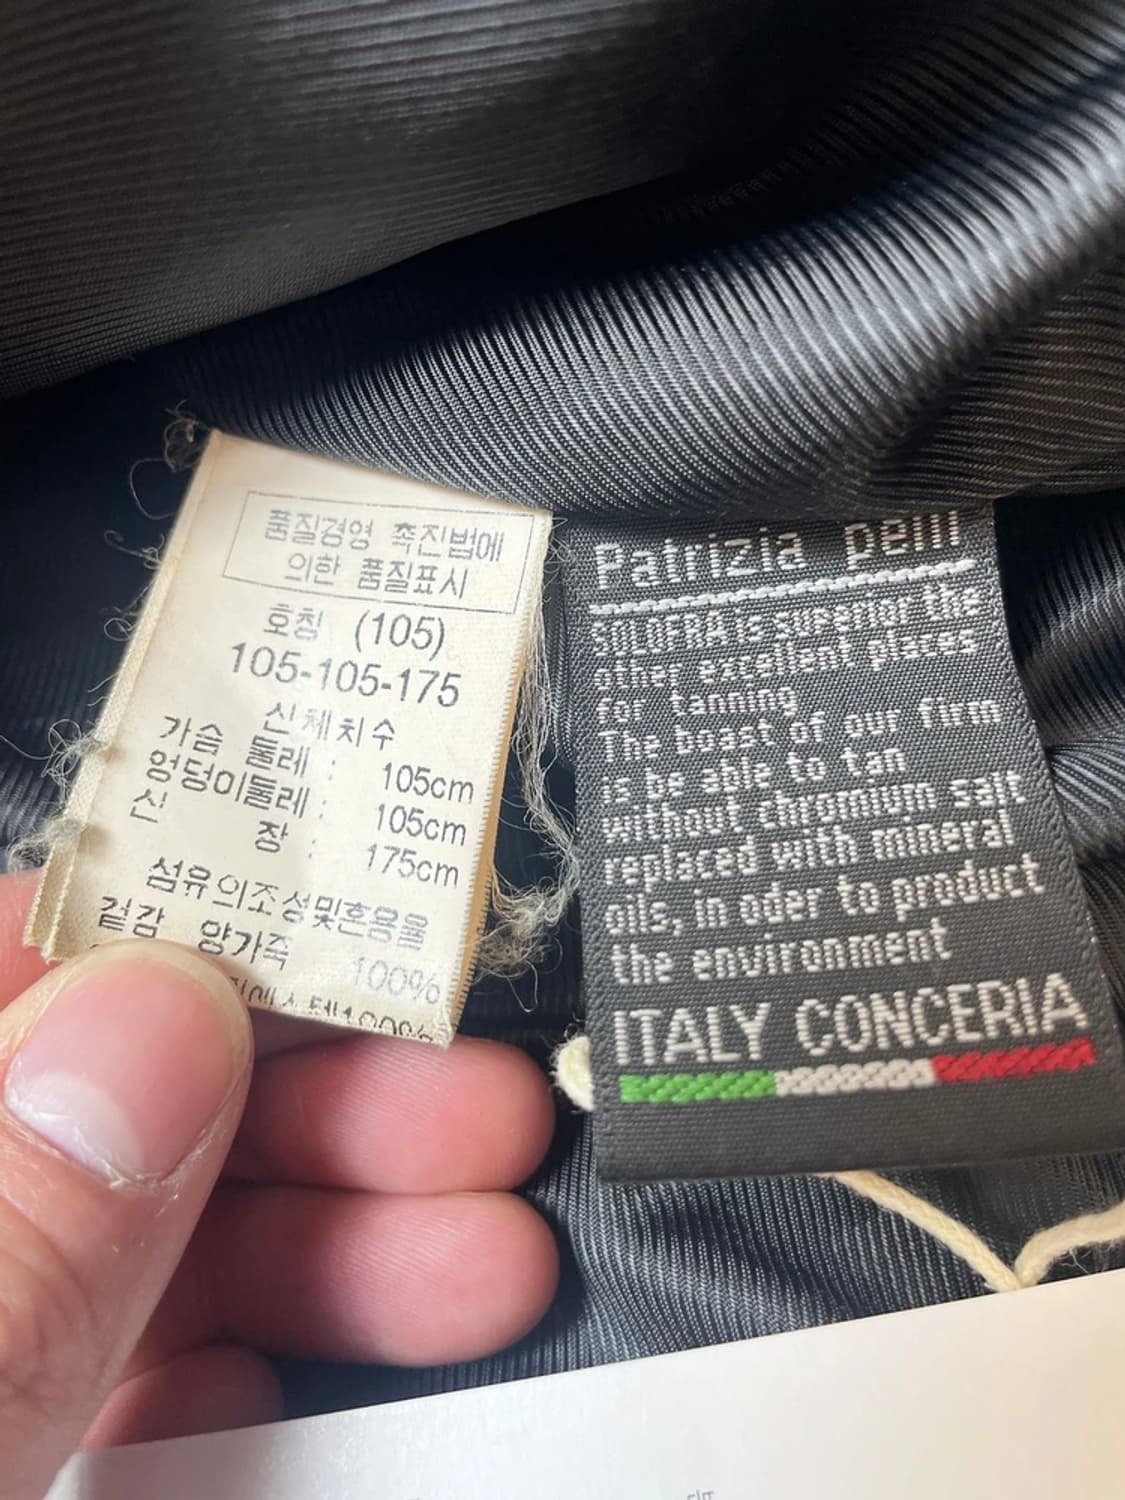 품질경영 촉진법에
의한 품질표시
호칭 (105)
105-105-175
신체치수
가슴 둘레 : 105cm
엉덩이둘레 : 105cm
신 장 : 175cm
섬유의조성및혼용율
겉감 양가죽 100%
100%
Patrizia pelli
SOLOFRA is superior the
other excellent places
for tanning
The boast of our firm
is be able to tan
without chromium salt
replaced with mineral
oils, in oder to product
the environment
ITALY CONCERIA